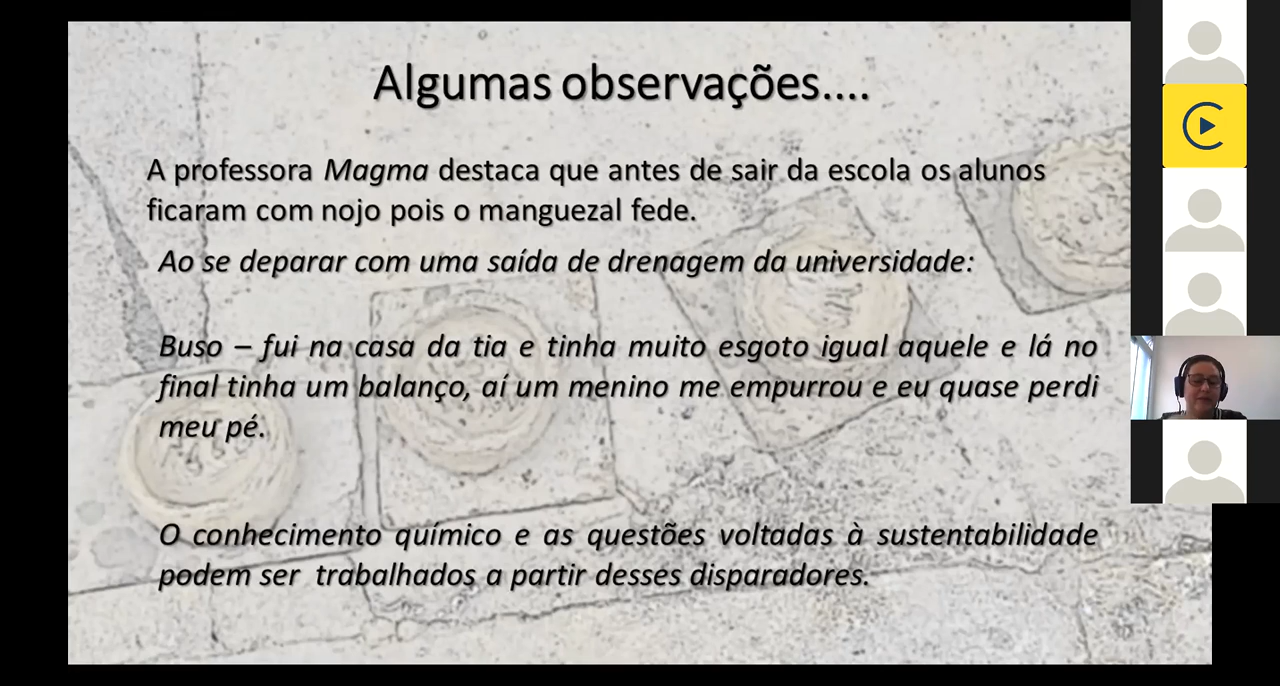 Algumas observações....
A professora Magma destaca que antes de sair da escola os alunos
ficaram com nojo pois o manguezal fede.
Ao se deparar com uma saída de drenagem da universidade:
Buso – fui na casa da tia e tinha muito esgoto igual aquele e lá no
final tinha um balanço, aí um menino me empurrou e eu quase perdi
meu pé.
O conhecimento químico e as questões voltadas à sustentabilidade
podem ser trabalhados a partir desses disparadores.